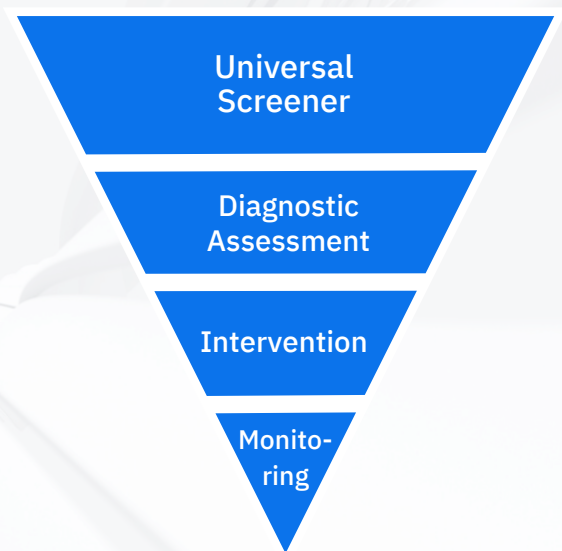 Universal
Screener
Diagnostic
Assessment
Intervention
Monito-
ring